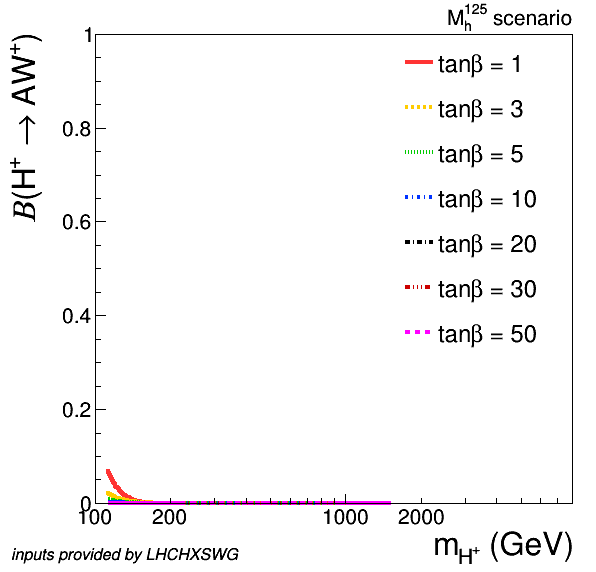 M_h^125 scenario
B(H⁺ → AW⁺)
1
0.8
0.6
0.4
0.2
0
tanβ = 1
tanβ = 3
tanβ = 5
tanβ = 10
tanβ = 20
tanβ = 30
tanβ = 50
100 200 1000 2000
m_H⁺ (GeV)
inputs provided by LHCHXSWG